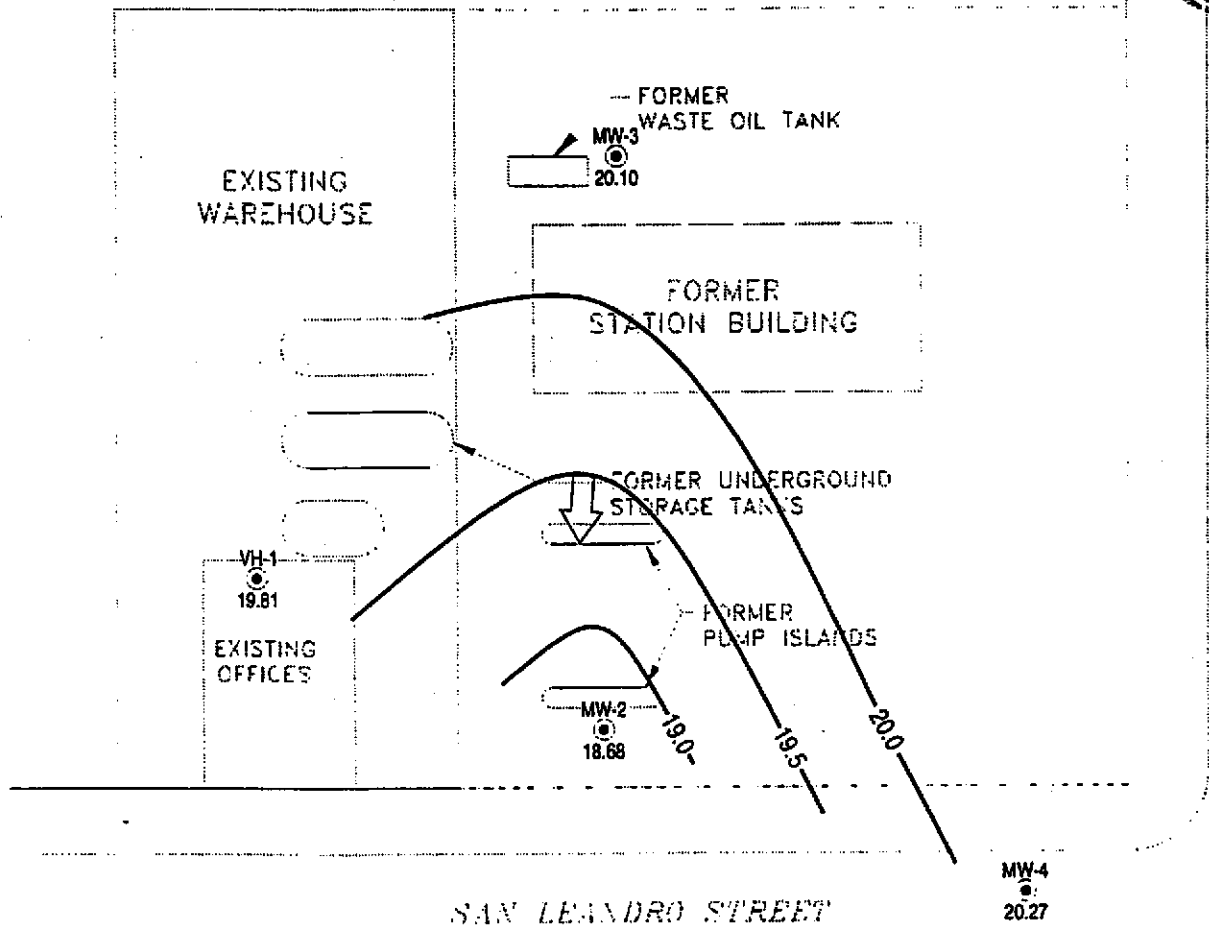 FORMER
WASTE OIL TANK
MW-3
20.10
EXISTING
WAREHOUSE
FORMER
STATION BUILDING
FORMER UNDERGROUND
STORAGE TANKS
VH-1
19.81
EXISTING
OFFICES
FORMER
PUMP ISLANDS
MW-2
18.68
19.0
19.5
20.0
MW-4
20.27
SAN LEANDRO STREET